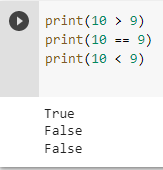 print(10 > 9)
print(10 == 9)
print(10 < 9)
True
False
False